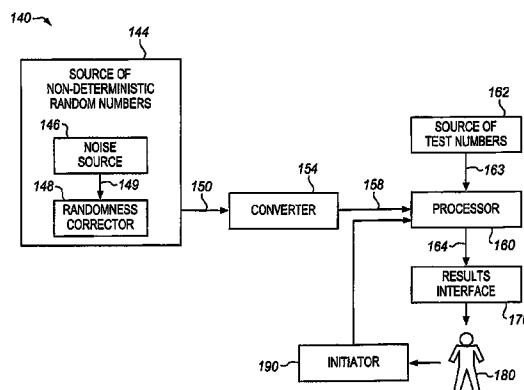 140
144
SOURCE OF
NON-DETERMINISTIC
RANDOM NUMBERS
146
NOISE
SOURCE
148
149
RANDOMNESS
CORRECTOR
150
154
CONVERTER
158
162
SOURCE OF
TEST NUMBERS
163
PROCESSOR
164
160
RESULTS
INTERFACE
170
190
INITIATOR
180